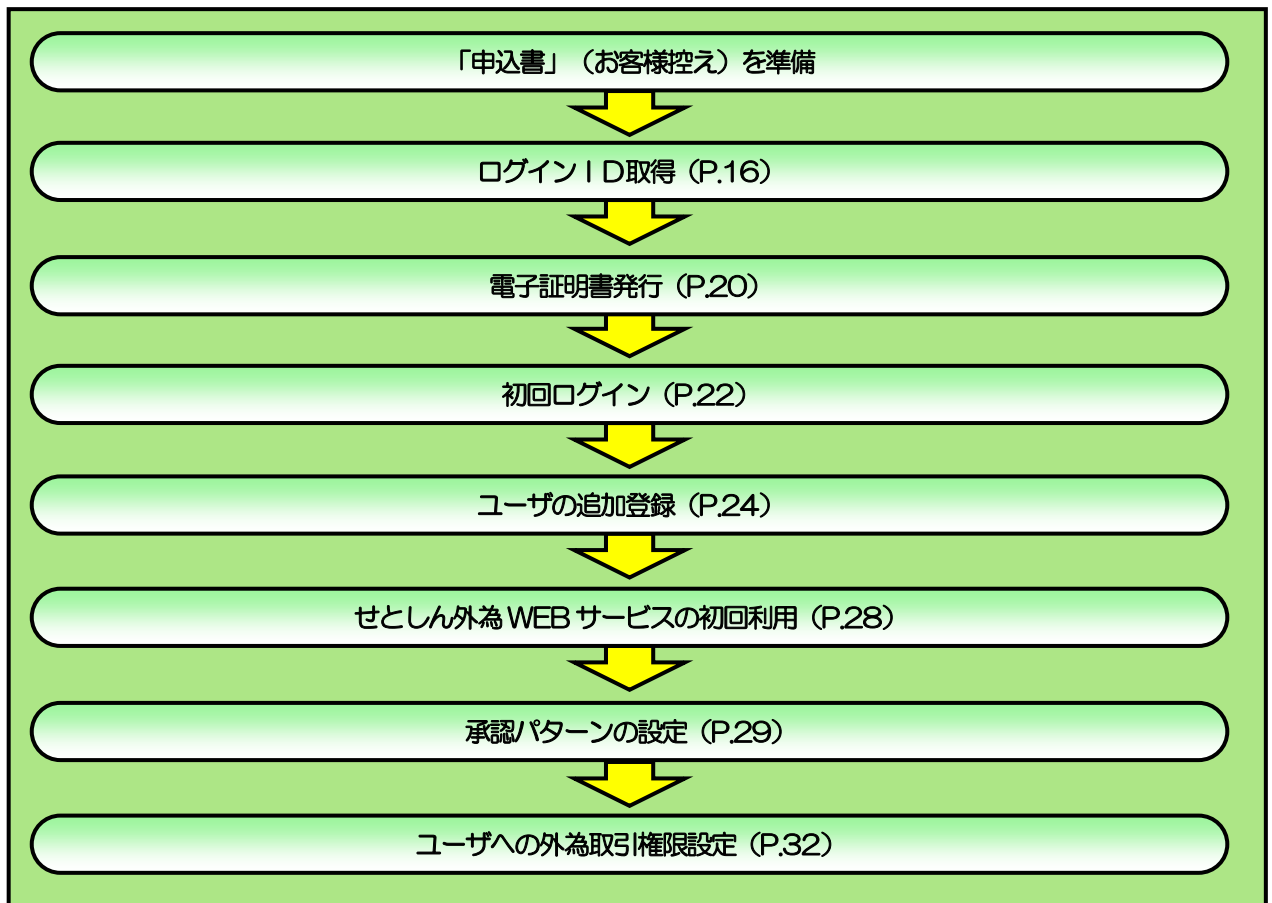 「申込書」（お客様控え）を準備
ログインＩＤ取得（P.16）
電子証明書発行（P.20）
初回ログイン（P.22）
ユーザの追加登録（P.24）
せとしん外為 WEB サービスの初回利用（P.28）
承認パターンの設定（P.29）
ユーザへの外為取引権限設定（P.32）